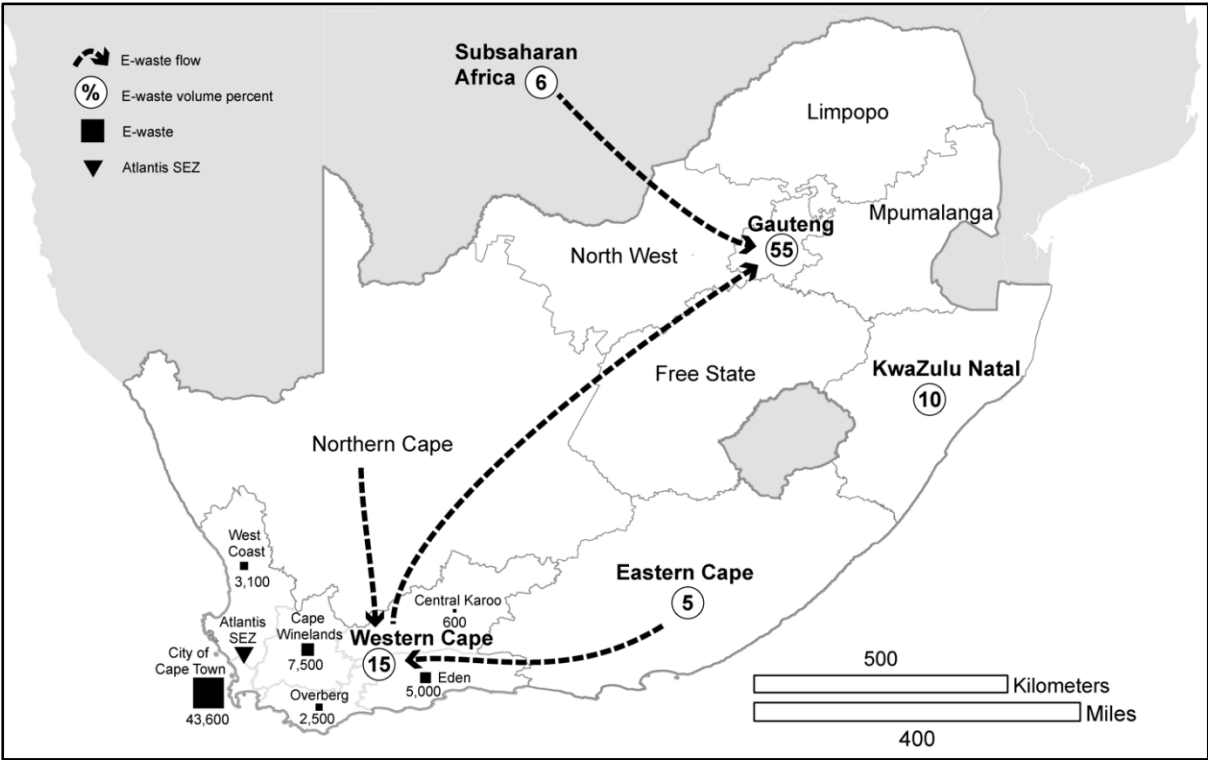 E-waste flow
%
E-waste volume percent
E-waste
Atlantis SEZ
Subsaharan
Africa
6
Limpopo
Mpumalanga
Gauteng
55
North West
Free State
KwaZulu Natal
10
Northern Cape
West
Coast
3,100
Atlantis
SEZ
City of
Cape Town
43,600
Cape
Winelands
7,500
Overberg
2,500
Central Karoo
600
Western Cape
15
Eden
5,000
Eastern Cape
5
500
Kilometers
Miles
400